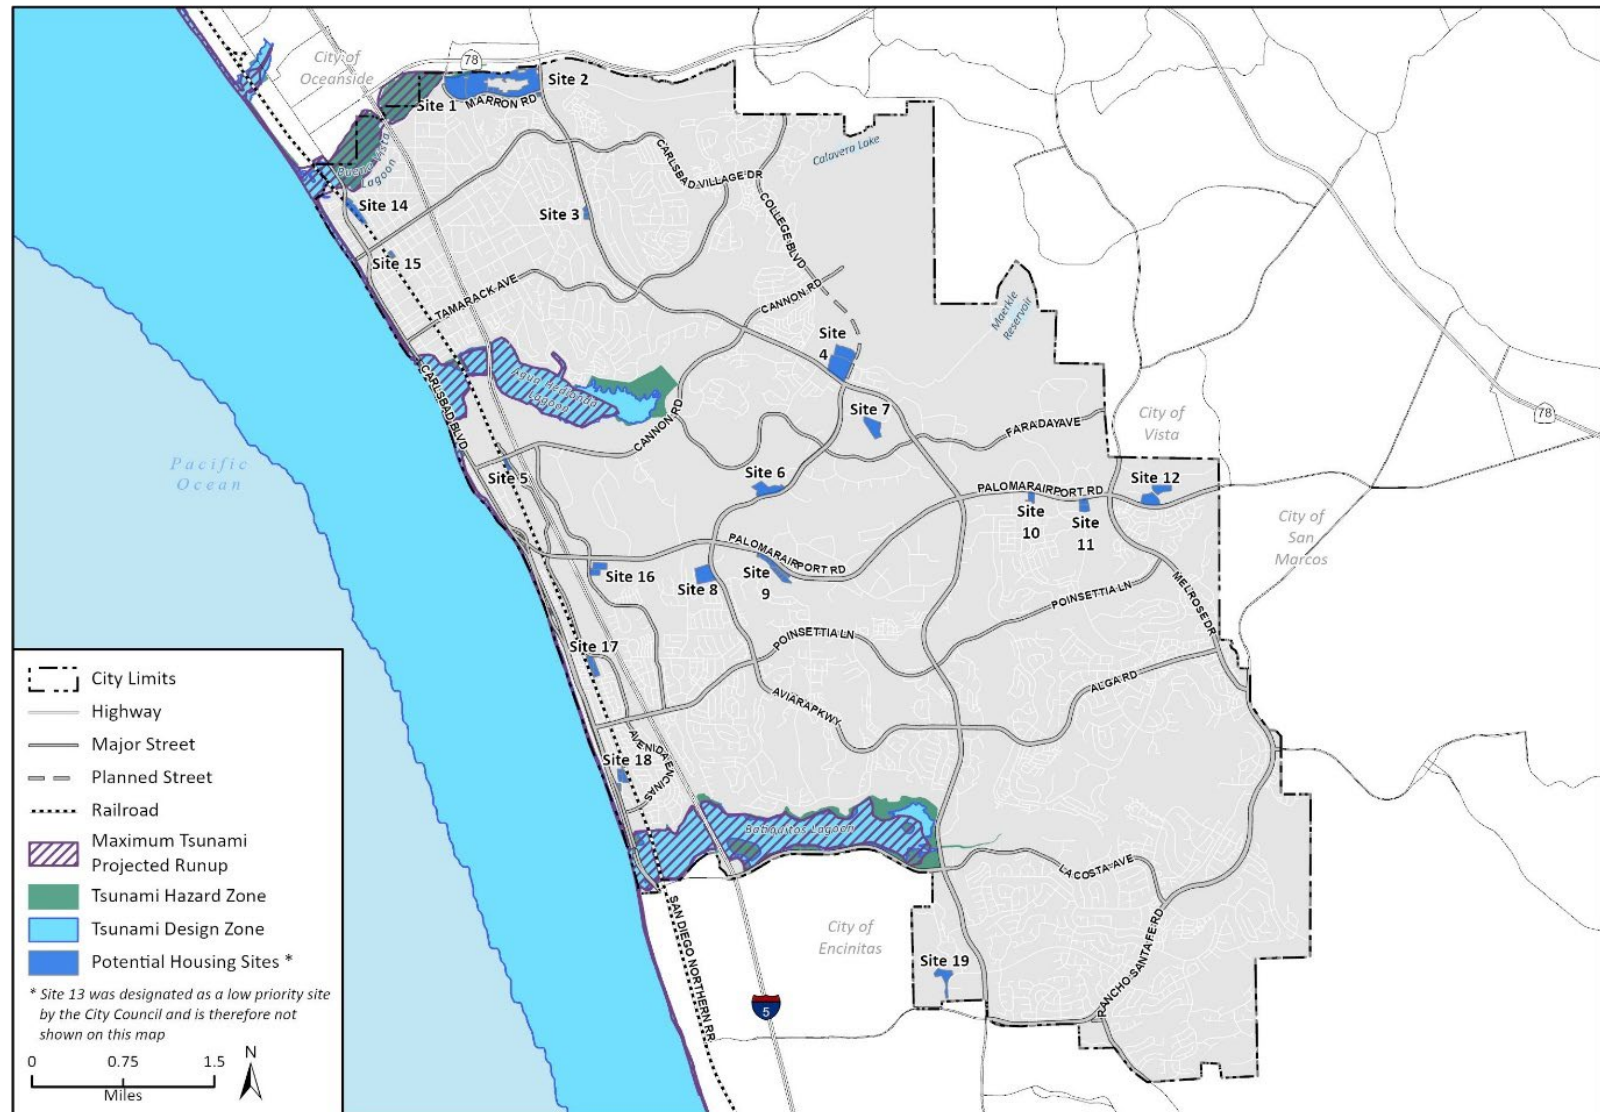 City of
Oceanside
78
Site 2
Site 1
MARRON RD
Buena Vista
Lagoon
Calavera Lake
CARLSBAD VILLAGE DR
Site 14
Site 3
COLLEGE BLVD
Site 15
TAMARACK AVE
CANNON RD
Maerkle
Reservoir
Site
4
Agua Hedionda
Lagoon
CARLSBAD BLVD
CANNON RD
Site 7
FARADAY AVE
City of
Vista
78
Pacific
Ocean
Site 5
Site 6
PALOMAR AIRPORT RD
Site 12
Site
10
Site
11
City of
San
Marcos
PALOMAR AIRPORT RD
Site 16
Site 8
Site
9
POINSETTIA LN
MELROSE DR
Site 17
POINSETTIA LN
ALGA RD
AVIARA PKWY
AVENIDA ENCINAS
Site 18
Batiquitos Lagoon
LA COSTA AVE
SAN DIEGO NORTHERN RR
City of
Encinitas
Site 19
RANCHO SANTA FE RD
5
City Limits
Highway
Major Street
Planned Street
Railroad
Maximum Tsunami
Projected Runup
Tsunami Hazard Zone
Tsunami Design Zone
Potential Housing Sites *
* Site 13 was designated as a low priority site
by the City Council and is therefore not
shown on this map
0 0.75 1.5
Miles
N